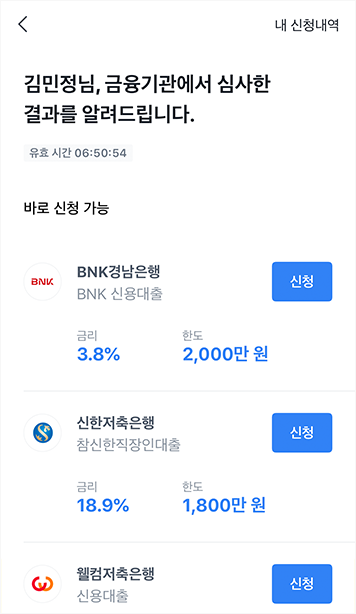 내 신청내역
김민정님, 금융기관에서 심사한
결과를 알려드립니다.
유효 시간 06:50:54
바로 신청 가능
BNK
BNK경남은행
BNK 신용대출
신청
금리
한도
3.8%
2,000만 원
신한저축은행
참신한직장인대출
신청
금리
한도
18.9%
1,800만 원
웰컴저축은행
신용대출
신청